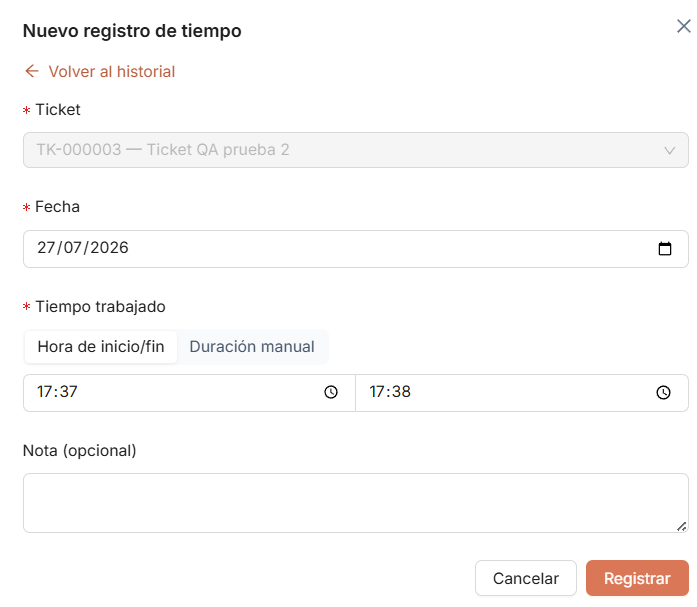 Nuevo registro de tiempo
Volver al historial
* Ticket
TK-000003 — Ticket QA prueba 2
* Fecha
27/07/2026
* Tiempo trabajado
Hora de inicio/fin Duración manual
17:37 17:38
Nota (opcional)
Cancelar Registrar